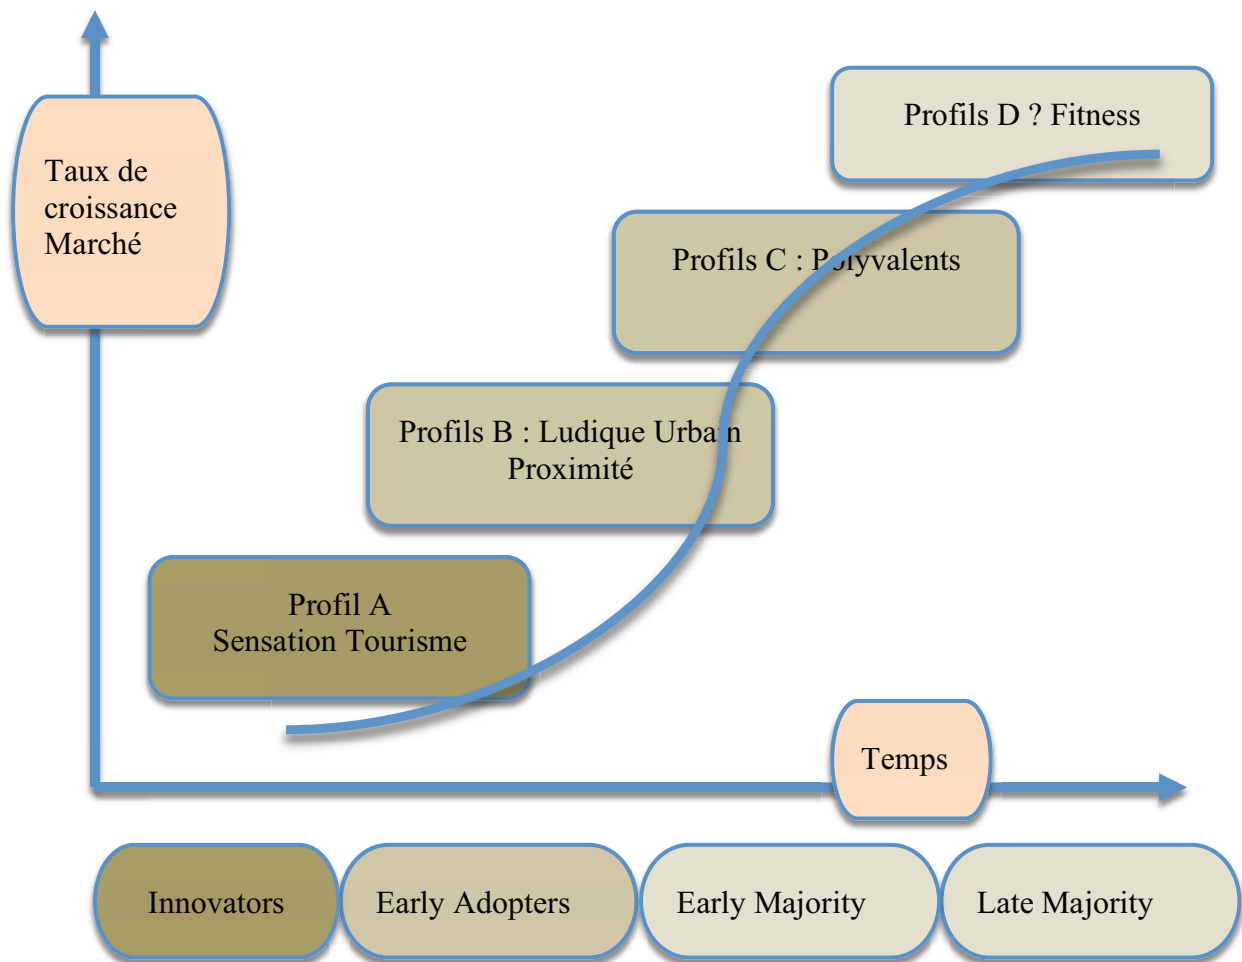 Profils D ? Fitness
Taux de
croissance
Marché
Profils C : Polyvalents
Profils B : Ludique Urbain
Proximité
Profil A
Sensation Tourisme
Temps
Innovators
Early Adopters
Early Majority
Late Majority